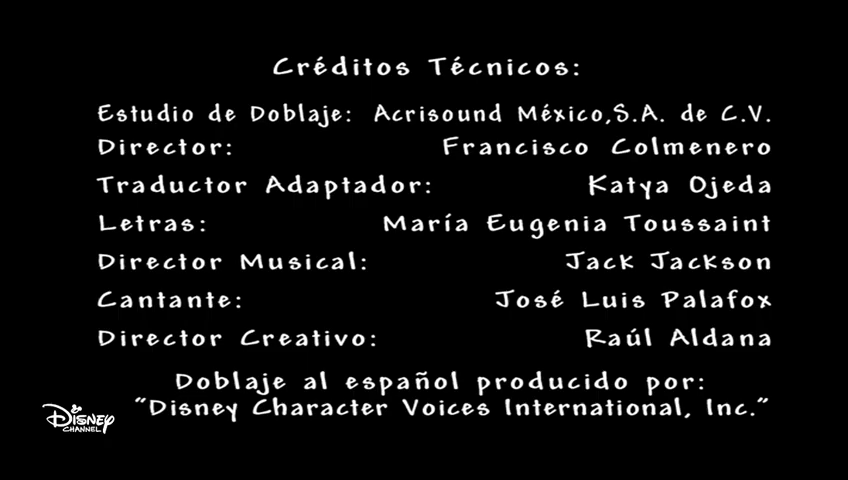 Créditos Técnicos:
Estudio de Doblaje: Acrisound México,S.A. de C.V.
Director: Francisco Colmenero
Traductor Adaptador: Katya Ojeda
Letras: María Eugenia Toussaint
Director Musical: Jack Jackson
Cantante: José Luis Palafox
Director Creativo: Raúl Aldana
Doblaje al español producido por:
"Disney Character Voices International, Inc."
Disney
CHANNEL